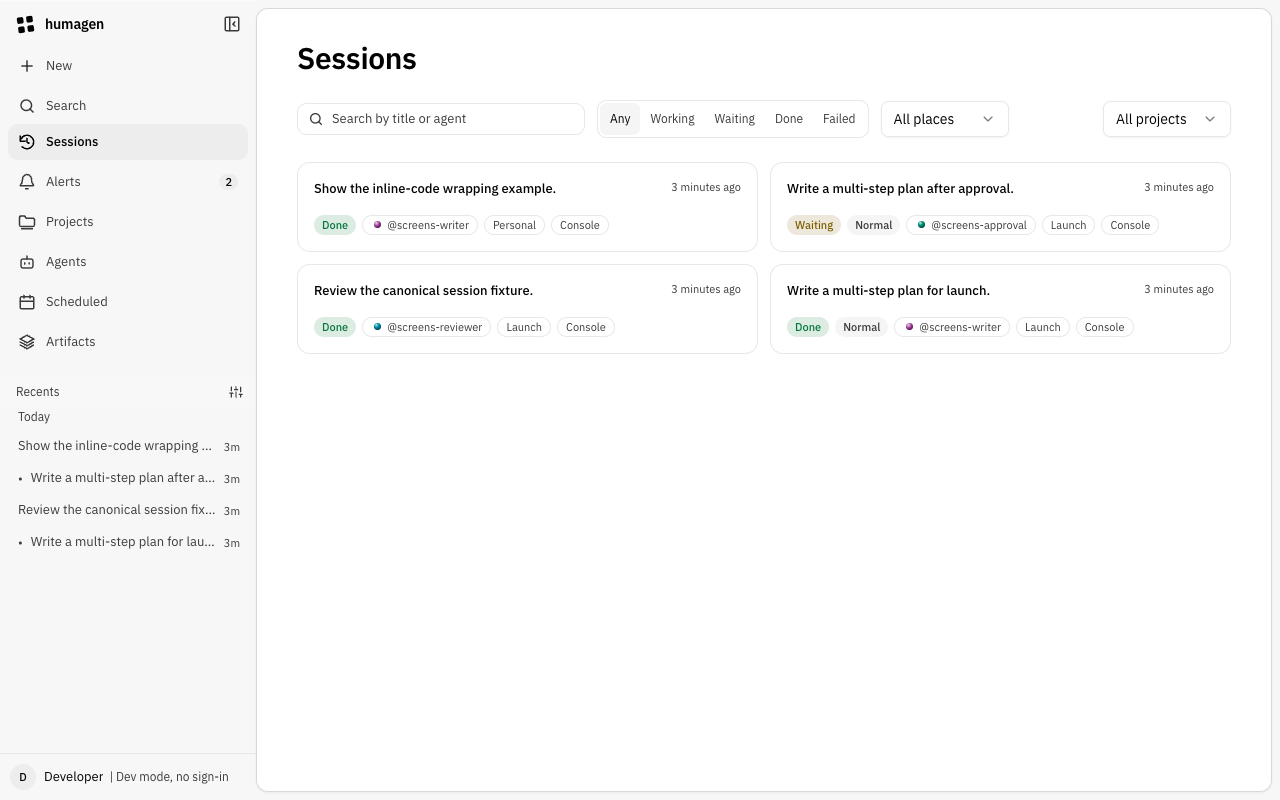 humagen
New
Search
Sessions
Alerts 2
Projects
Agents
Scheduled
Artifacts
Recents
Today
Show the inline-code wrapping ... 3m
• Write a multi-step plan after a... 3m
Review the canonical session fix... 3m
• Write a multi-step plan for lau... 3m
D Developer | Dev mode, no sign-in
Sessions
Search by title or agent Any Working Waiting Done Failed All places All projects
Show the inline-code wrapping example. 3 minutes ago
Done @screens-writer Personal Console
Write a multi-step plan after approval. 3 minutes ago
Waiting Normal @screens-approval Launch Console
Review the canonical session fixture. 3 minutes ago
Done @screens-reviewer Launch Console
Write a multi-step plan for launch. 3 minutes ago
Done Normal @screens-writer Launch Console